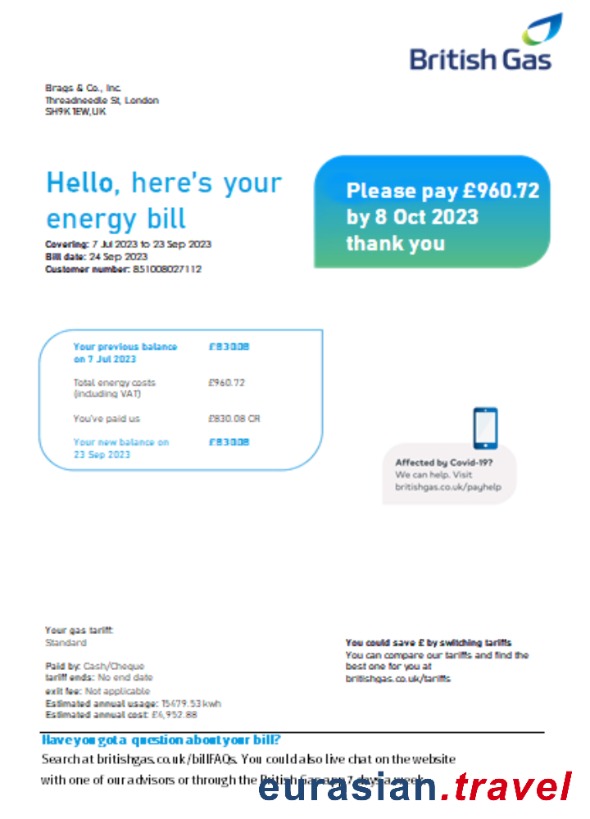 British Gas
Brags & Co., Inc.
Threadneedle St, London
SH9K 1EW,UK
Hello, here's your
energy bill
Covering: 7 Jul 2023 to 23 Sep 2023
Bill date: 24 Sep 2023
Customer number: 851008027112
Please pay £960.72
by 8 Oct 2023
thank you
Your previous balance £830.08
on 7 Jul 2023
Total energy costs £960.72
(including VAT)
You've paid us £830.08 CR
Your new balance on £830.08
23 Sep 2023
Affected by Covid-19?
We can help. Visit
britishgas.co.uk/payhelp
Your gas tariff:
Standard
Paid by: Cash/Cheque
tariff ends: No end date
exit fee: Not applicable
Estimated annual usage: 15479.53kwh
Estimated annual cost: £6,952.88
You could save £ by switching tariffs
You can compare our tariffs and find the
best one for you at
britishgas.co.uk/tariffs
Have you got a question about your bill?
Search at britishgas.co.uk/billFAQs. You could also live chat on the website
with one of our advisors or through the British Gas app 7 days a week
eurasian.travel